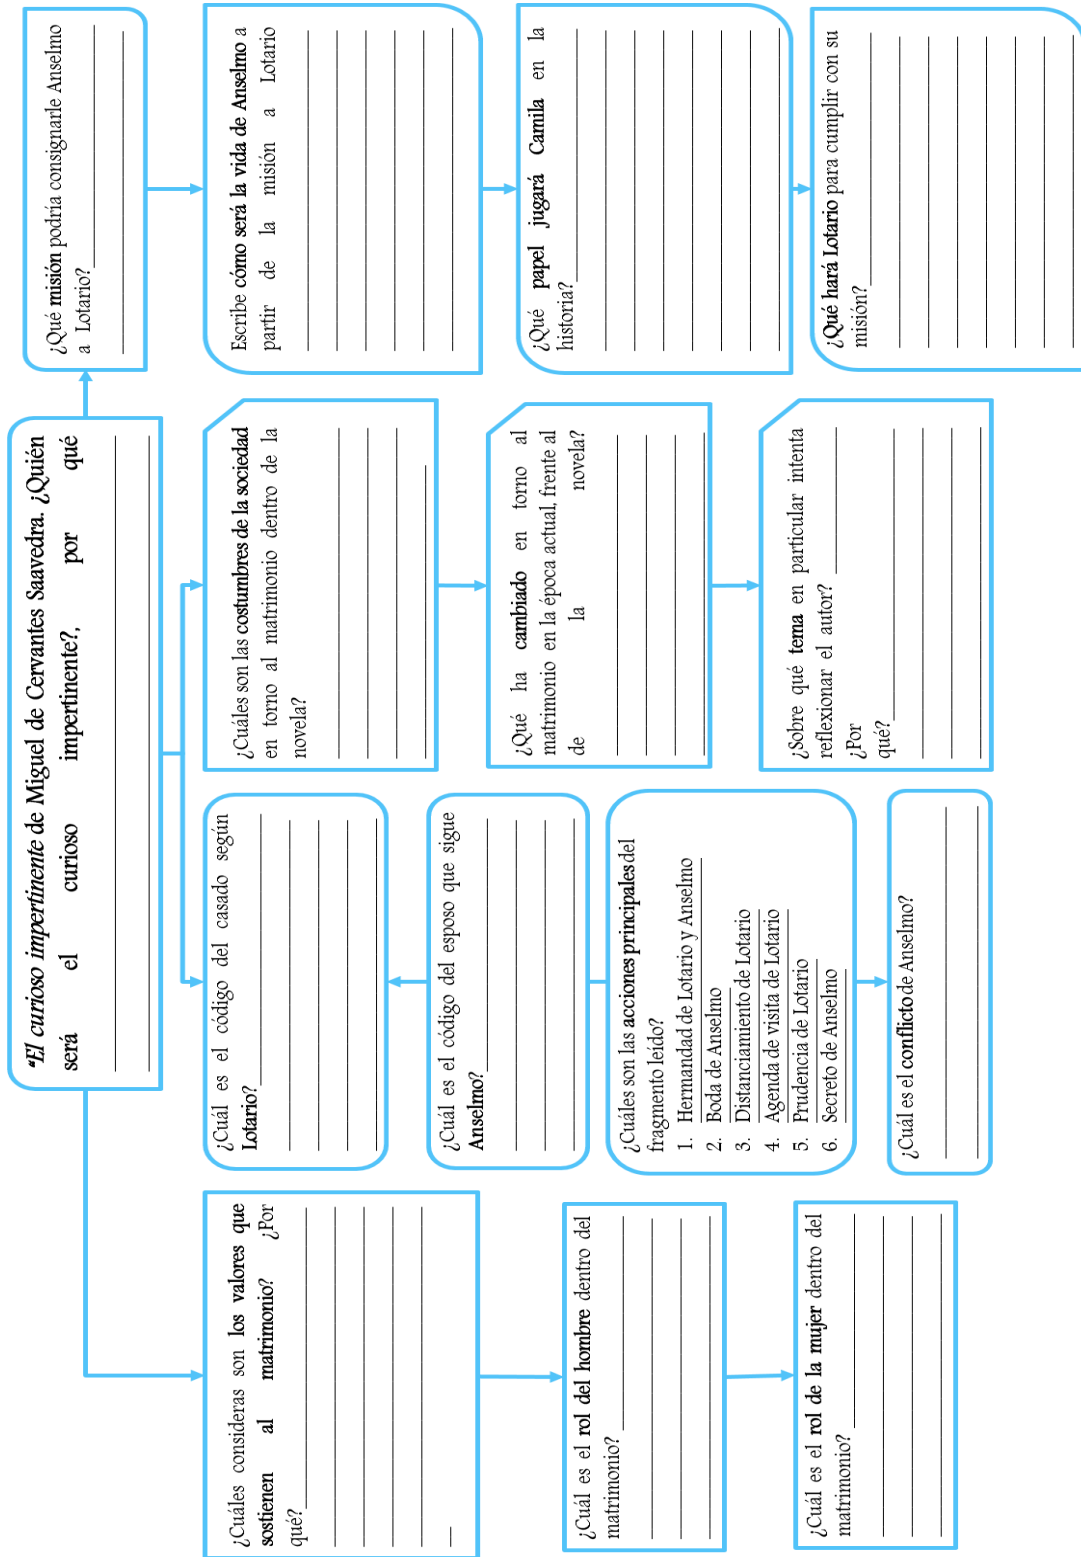 "El curioso impertinente de Miguel de Cervantes Saavedra. ¿Quién
será el curioso impertinente?, por qué
¿Cuáles consideras son los valores que
sostienen al matrimonio? ¿Por
qué?
¿Cuál es el rol del hombre dentro del
matrimonio?
¿Cuál es el rol de la mujer dentro del
matrimonio?
¿Cuál es el código del casado según
Lotario?
¿Cuál es el código del esposo que sigue
Anselmo?
¿Cuáles son las acciones principales del
fragmento leído?
1. Hermandad de Lotario y Anselmo
2. Boda de Anselmo
3. Distanciamiento de Lotario
4. Agenda de visita de Lotario
5. Prudencia de Lotario
6. Secreto de Anselmo
¿Cuál es el conflicto de Anselmo?
¿Cuáles son las costumbres de la sociedad
en torno al matrimonio dentro de la
novela?
¿Qué ha cambiado en torno al
matrimonio en la época actual, frente al
de la novela?
¿Sobre qué tema en particular intenta
reflexionar el autor?
¿Por
qué?
¿Qué misión podría consignarle Anselmo
a Lotario?
Escribe cómo será la vida de Anselmo a
partir de la misión a Lotario
¿Qué papel jugará Camila en la
historia?
¿Qué hará Lotario para cumplir con su
misión?